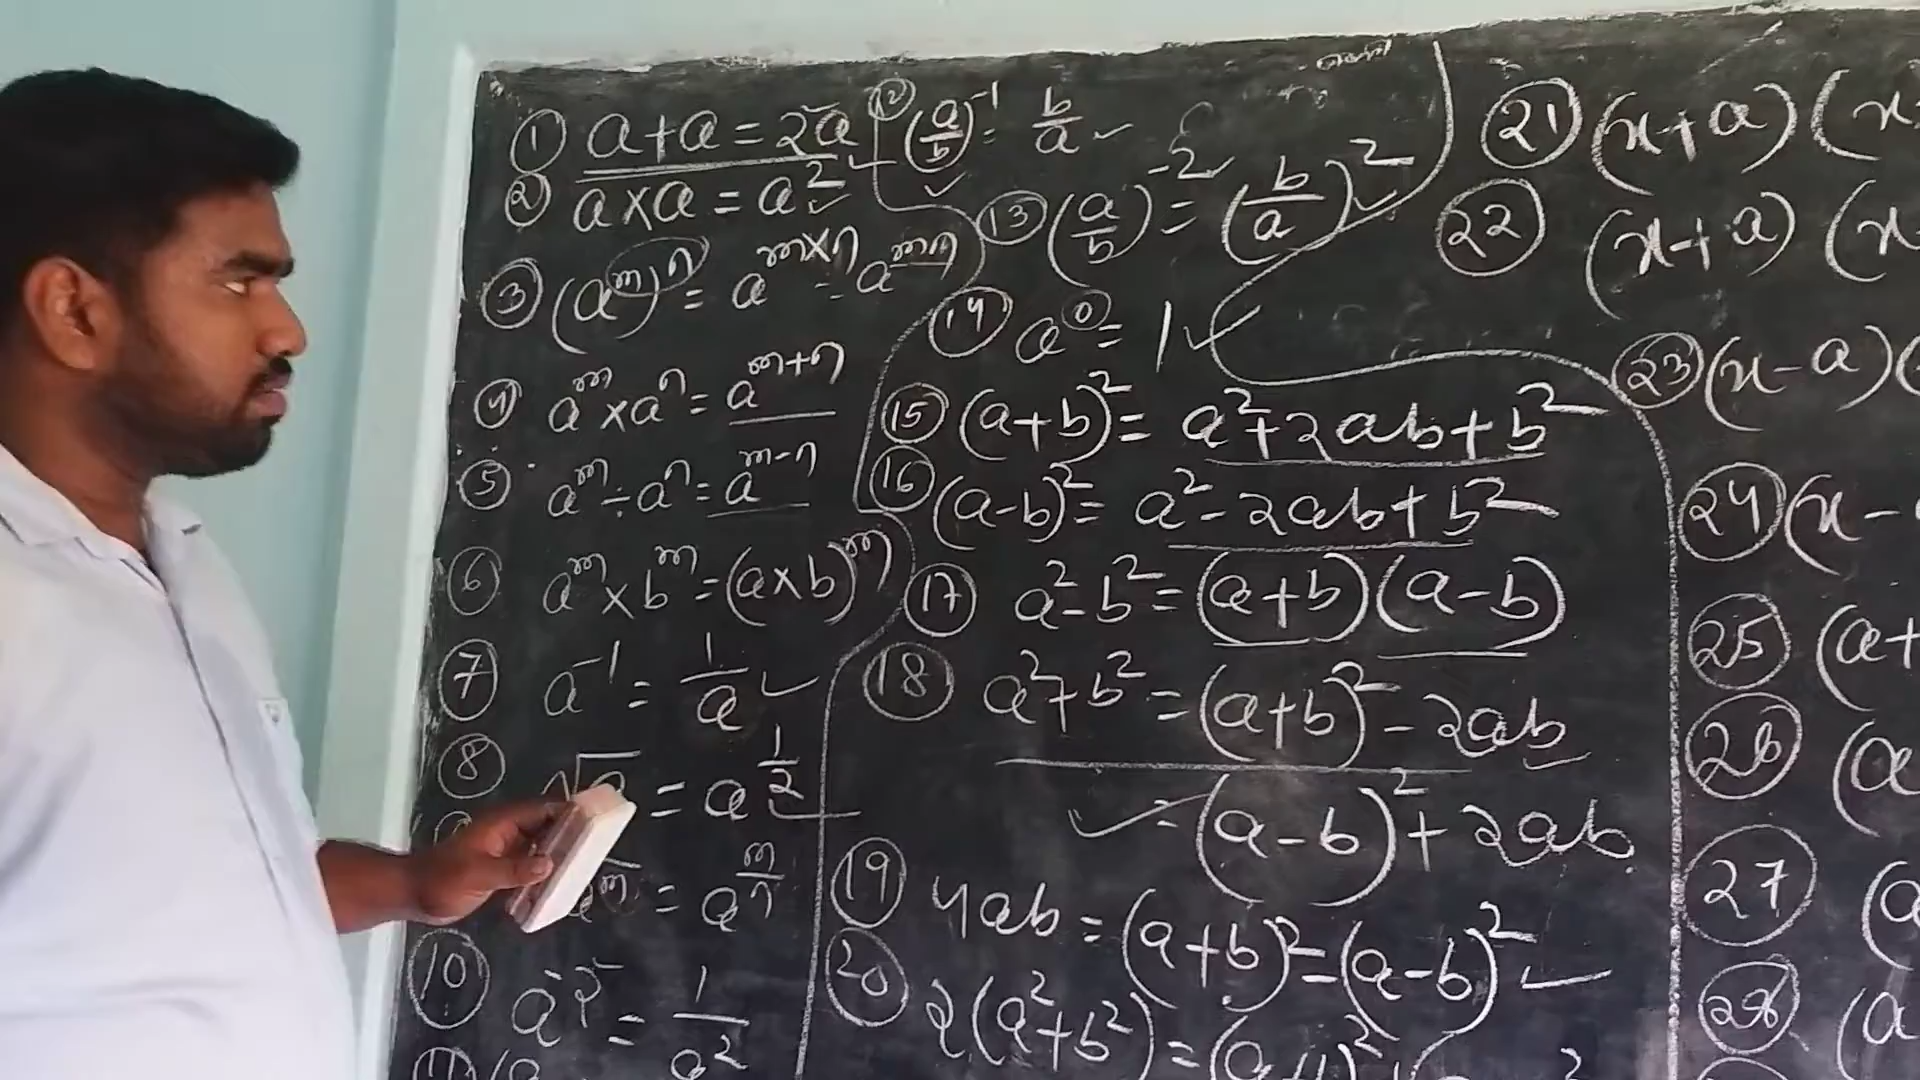 ① a+a=2a
② a×a=a²
③ (aᵐ)ⁿ=aᵐˣⁿ=aᵐⁿ
④ aᵐ×aⁿ=aᵐ⁺ⁿ
⑤ aᵐ÷aⁿ=aᵐ⁻ⁿ
⑥ aᵐ×bᵐ=(a×b)ᵐ
⑦ a⁻¹=1/a
⑧ = a^(1/2)
= a^(m/n)
⑩ a⁻²=1/a²
⑪ (a
⑫ (a/b)⁻¹=b/a
⑬ (a/b)⁻²=(b/a)²
⑭ a⁰=1
⑮ (a+b)²=a²+2ab+b²
⑯ (a-b)²=a²-2ab+b²
⑰ a²-b²=(a+b)(a-b)
⑱ a²+b²=(a+b)²-2ab
=(a-b)²+2ab
⑲ 4ab=(a+b)²-(a-b)²
⑳ 2(a²+b²)=(a+b)²
㉑ (x+a)(x
㉒ (x+a)(x
㉓ (x-a)(
㉔ (x-
㉕ (a+
㉖ (a
㉗ (a
㉘ (a